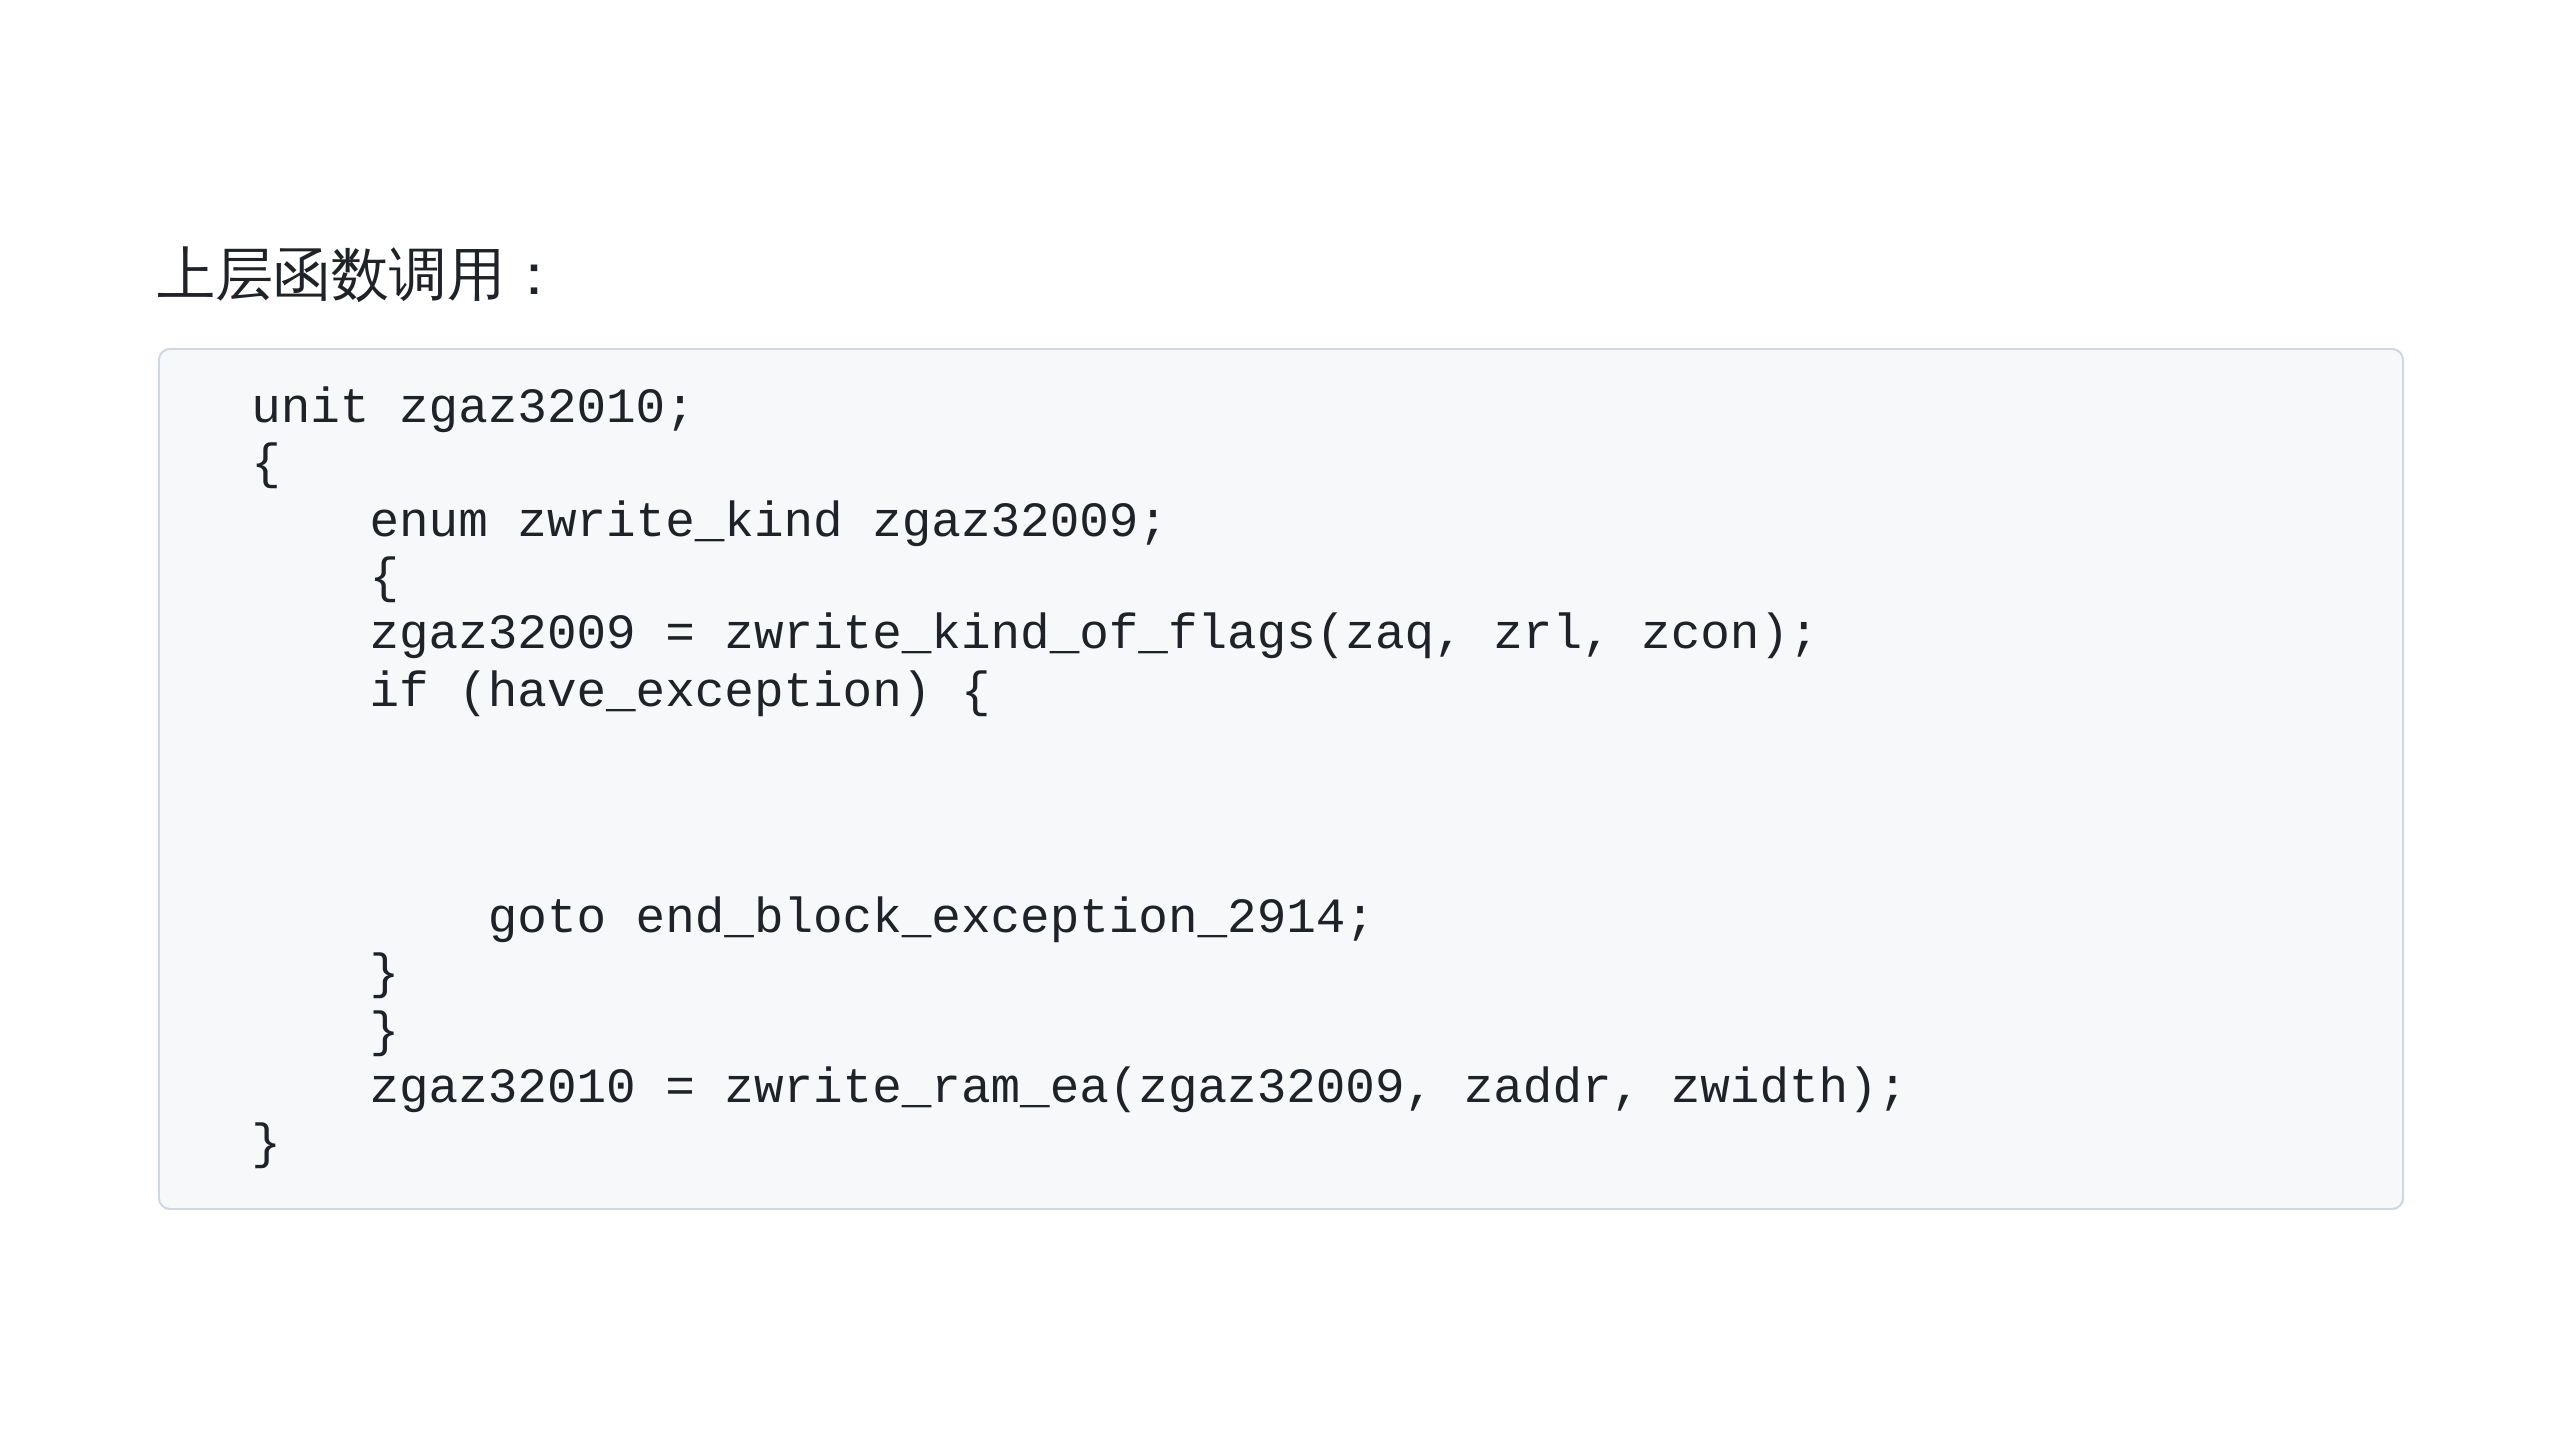 上层函数调用：
unit zgaz32010;
{
    enum zwrite_kind zgaz32009;
    {
    zgaz32009 = zwrite_kind_of_flags(zaq, zrl, zcon);
    if (have_exception) {
        goto end_block_exception_2914;
    }
    }
    zgaz32010 = zwrite_ram_ea(zgaz32009, zaddr, zwidth);
}